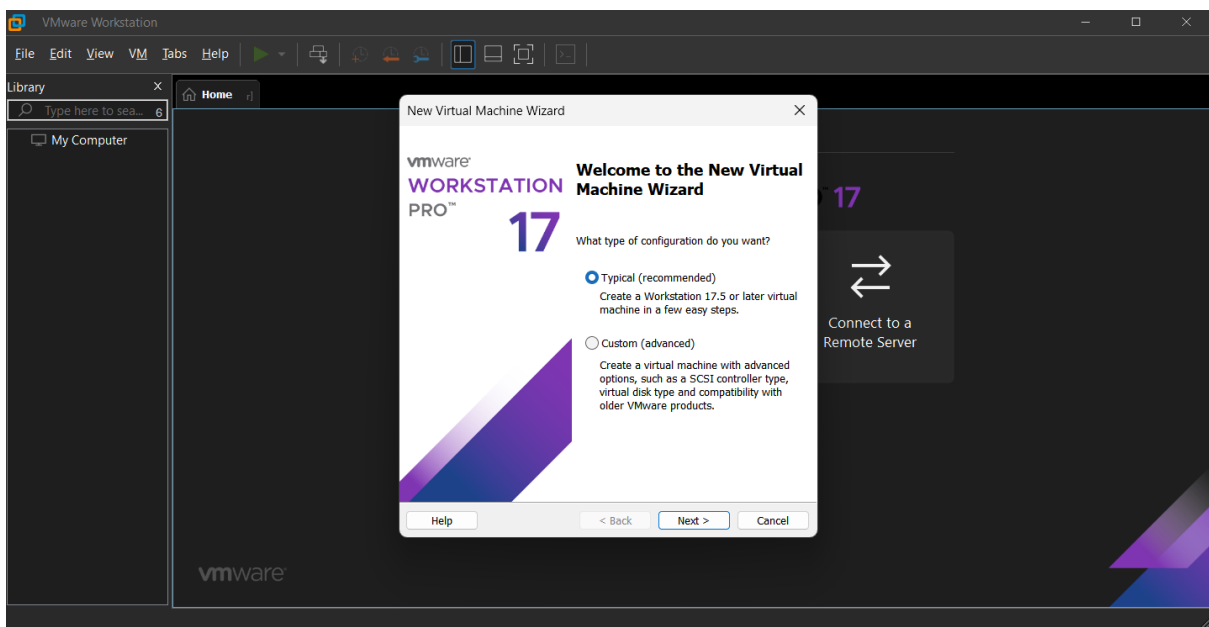 VMware Workstation
File Edit View VM Tabs Help
Library X
Type here to sea... 6
My Computer
Home
17
Connect to a
Remote Server
vmware
New Virtual Machine Wizard
vmware
WORKSTATION
PRO™
17
Welcome to the New Virtual
Machine Wizard
What type of configuration do you want?
Typical (recommended)
Create a Workstation 17.5 or later virtual
machine in a few easy steps.
Custom (advanced)
Create a virtual machine with advanced
options, such as a SCSI controller type,
virtual disk type and compatibility with
older VMware products.
Help < Back Next > Cancel